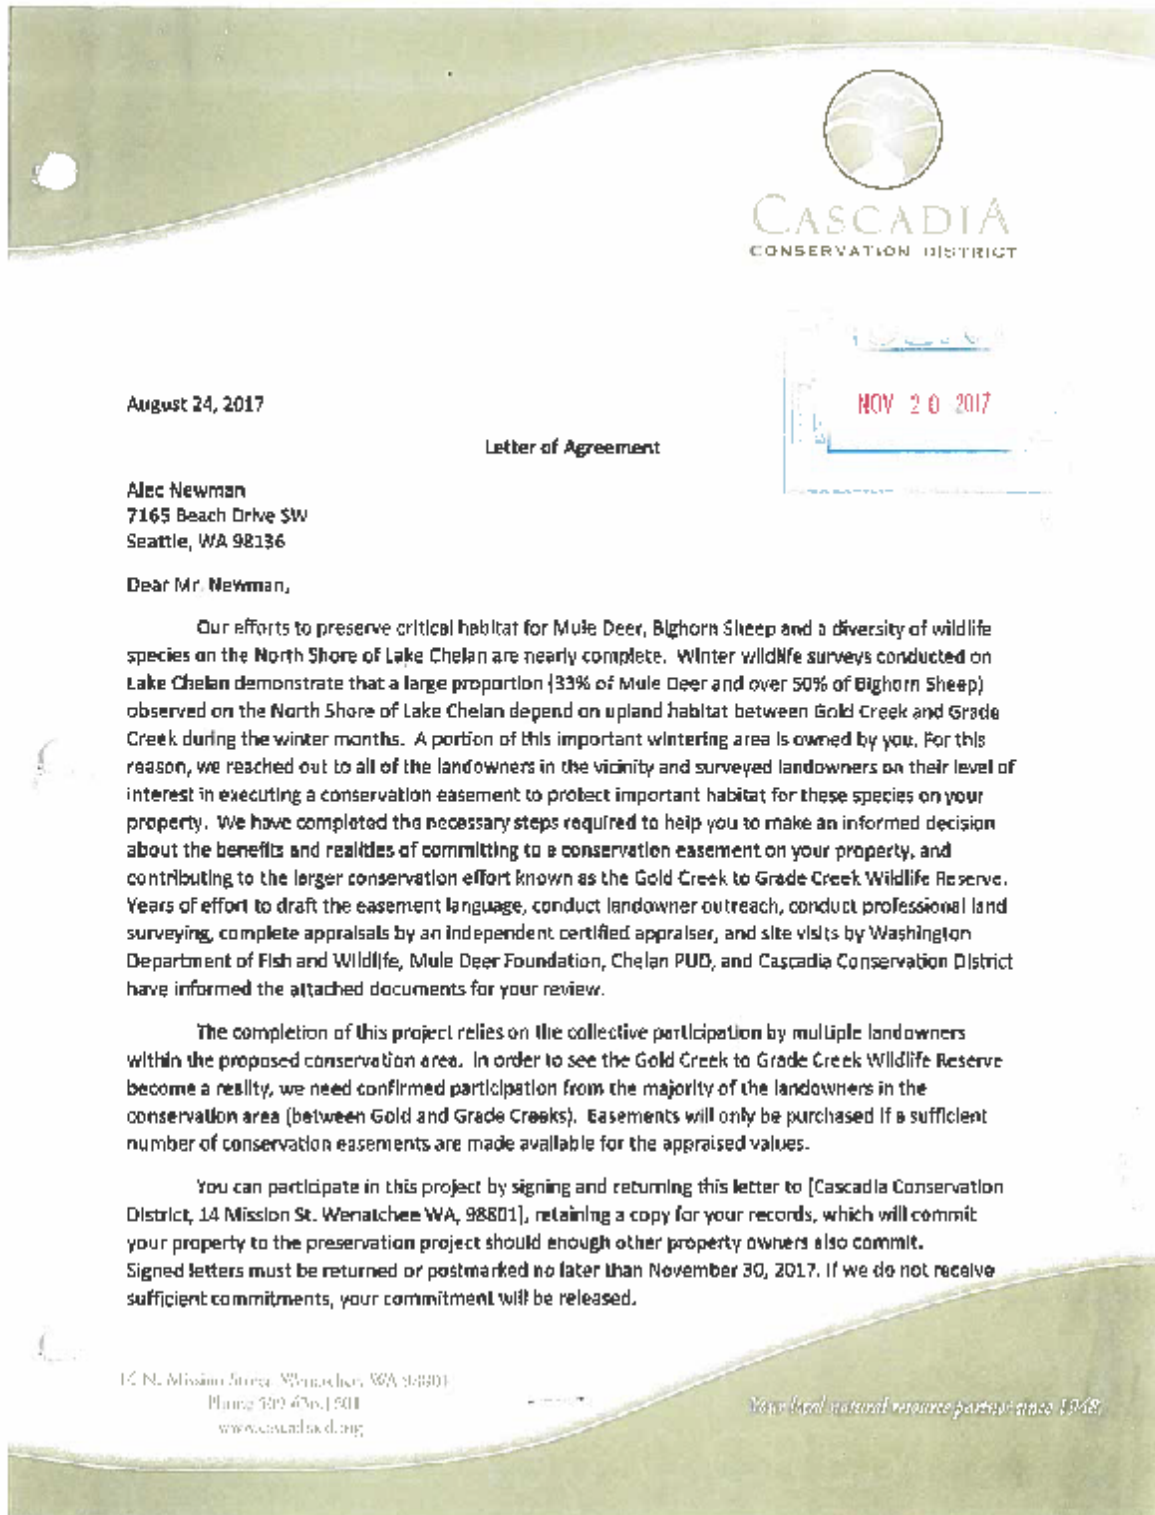 CASCADIA
CONSERVATION DISTRICT
NOV 20 2017
August 24, 2017
Letter of Agreement
Alec Newman
7165 Beach Drive SW
Seattle, WA 98136
Dear Mr. Newman,
Our efforts to preserve critical habitat for Mule Deer, Bighorn Sheep and a diversity of wildlife
species on the North Shore of Lake Chelan are nearly complete. Winter wildlife surveys conducted on
Lake Chelan demonstrate that a large proportion (33% of Mule Deer and over 50% of Bighorn Sheep)
observed on the North Shore of Lake Chelan depend on upland habitat between Gold Creek and Grade
Creek during the winter months. A portion of this important wintering area is owned by you. For this
reason, we reached out to all of the landowners in the vicinity and surveyed landowners on their level of
interest in executing a conservation easement to protect important habitat for these species on your
property. We have completed the necessary steps required to help you to make an informed decision
about the benefits and realities of committing to a conservation easement on your property, and
contributing to the larger conservation effort known as the Gold Creek to Grade Creek Wildlife Reserve.
Years of effort to draft the easement language, conduct landowner outreach, conduct professional land
surveying, complete appraisals by an independent certified appraiser, and site visits by Washington
Department of Fish and Wildlife, Mule Deer Foundation, Chelan PUD, and Cascadia Conservation District
have informed the attached documents for your review.
The completion of this project relies on the collective participation by multiple landowners
within the proposed conservation area. In order to see the Gold Creek to Grade Creek Wildlife Reserve
become a reality, we need confirmed participation from the majority of the landowners in the
conservation area (between Gold and Grade Creeks). Easements will only be purchased if a sufficient
number of conservation easements are made available for the appraised values.
You can participate in this project by signing and returning this letter to [Cascadia Conservation
District, 14 Mission St. Wenatchee WA, 98801], retaining a copy for your records, which will commit
your property to the preservation project should enough other property owners also commit.
Signed letters must be returned or postmarked no later than November 30, 2017. If we do not receive
sufficient commitments, your commitment will be released.
N. Mission Street, Wenatchee, WA 98801
Phone
Your local natural resource partner since 1948.